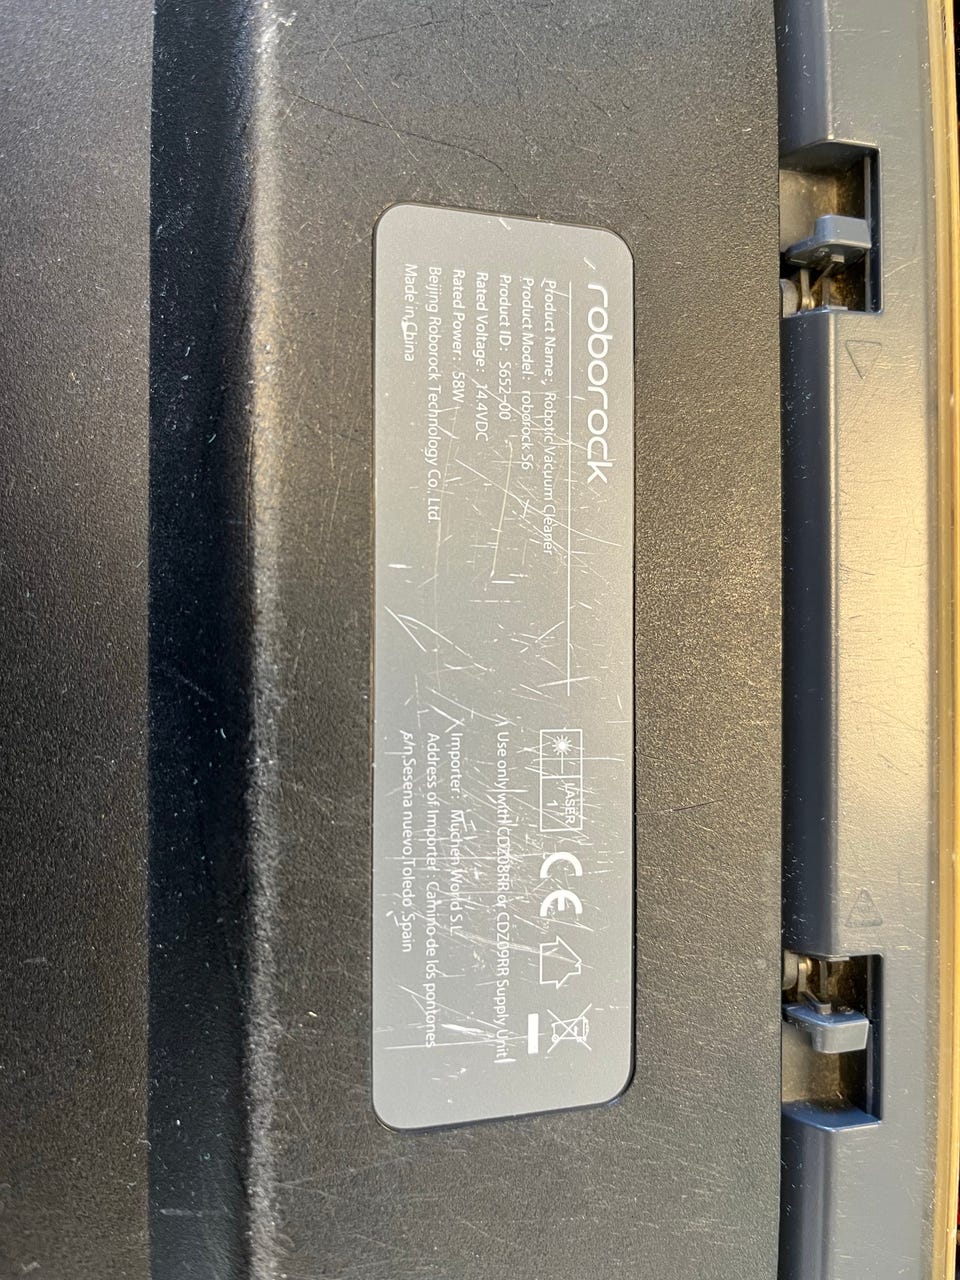 roborock
Product Name: Robotic Vacuum Cleaner
Product Model: roborock S6
Product ID: S652-00
Rated Voltage: 14.4VDC
Rated Power: 58W
Beijing Roborock Technology Co,. Ltd.
Made in China
LASER
1
CE
Use only with CDZ08RR or CDZ09RR Supply Unit
Importer: Muchen World S.L.
Address of Importer: Camino de los pontones
s/n,Sesena nuevo,Toledo Spain